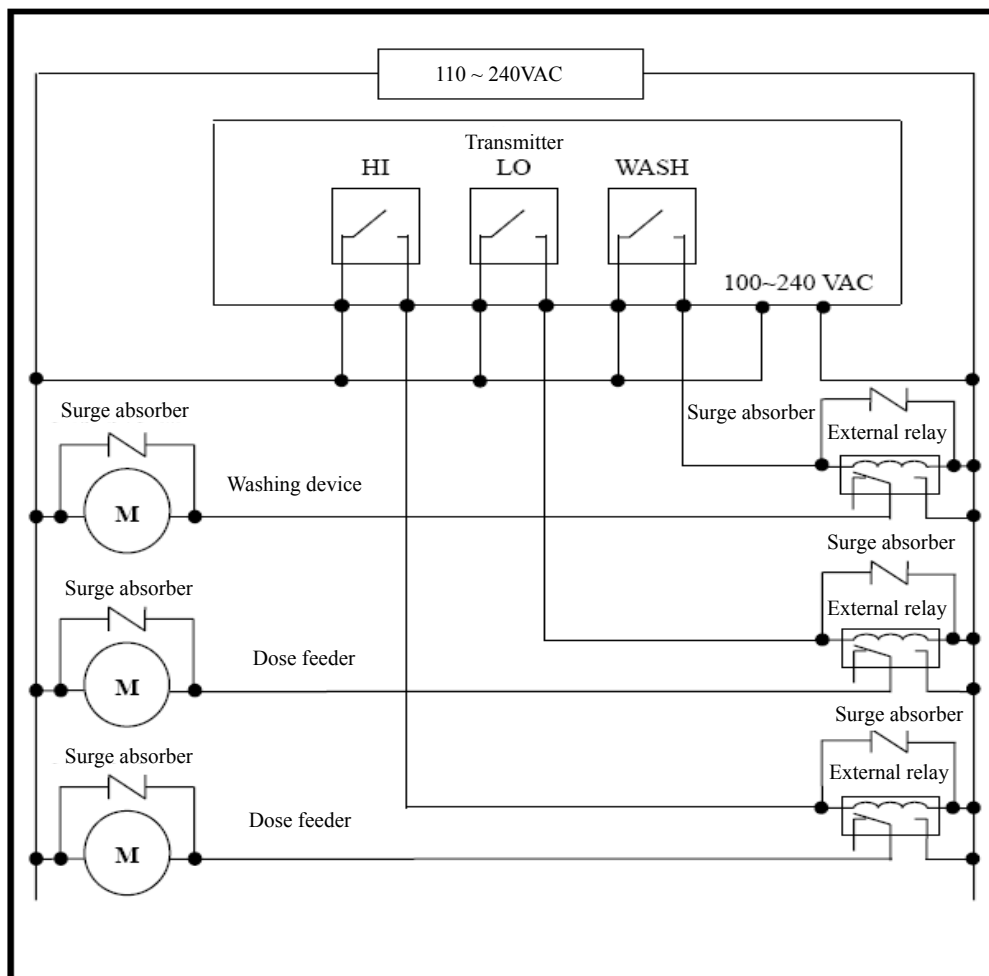 110 ~ 240VAC
Transmitter
HI
LO
WASH
100~240 VAC
Surge absorber
Surge absorber
External relay
Washing device
M
Surge absorber
Surge absorber
External relay
Dose feeder
M
Surge absorber
Surge absorber
External relay
Dose feeder
M